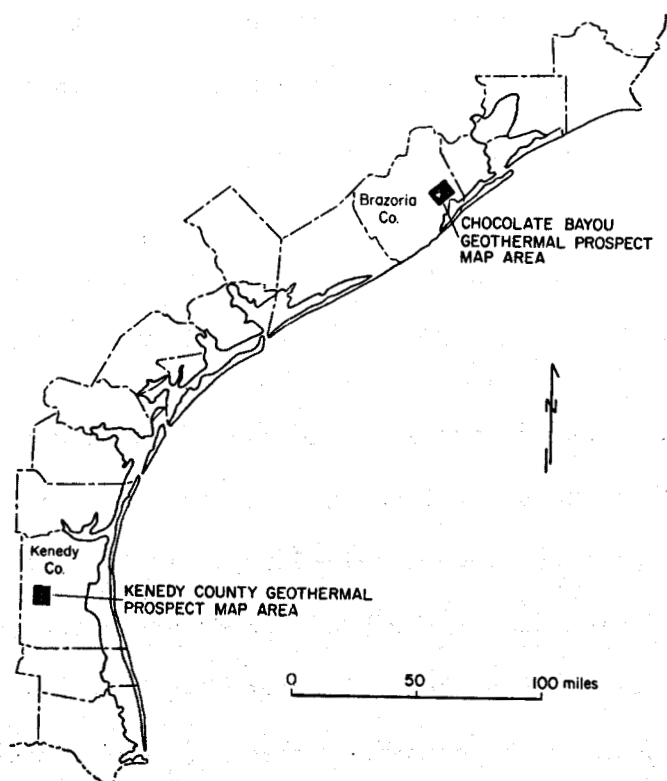 Brazoria
Co.
CHOCOLATE BAYOU
GEOTHERMAL PROSPECT
MAP AREA
N
Kenedy
Co.
KENEDY COUNTY GEOTHERMAL
PROSPECT MAP AREA
0 50 100 miles